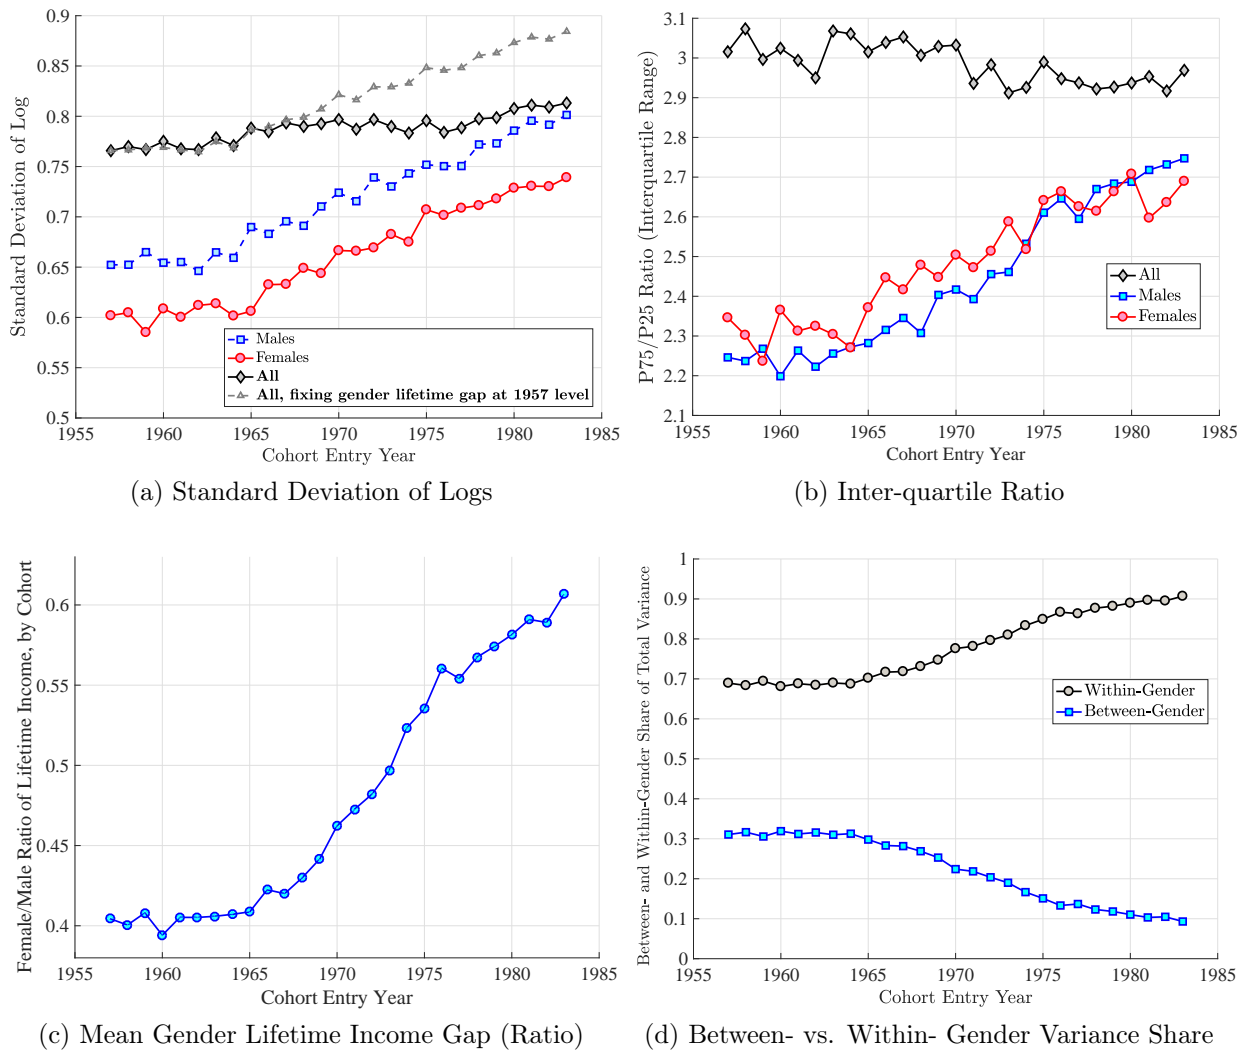 0.9
0.85
0.8
0.75
0.7
0.65
0.6
0.55
0.5
Standard Deviation of Log
Males
Females
All
All, fixing gender lifetime gap at 1957 level
1955 1960 1965 1970 1975 1980 1985
Cohort Entry Year
(a) Standard Deviation of Logs
3.1
3
2.9
2.8
2.7
2.6
2.5
2.4
2.3
2.2
2.1
P75/P25 Ratio (Interquartile Range)
All
Males
Females
1955 1960 1965 1970 1975 1980 1985
Cohort Entry Year
(b) Inter-quartile Ratio
0.6
0.55
0.5
0.45
0.4
Female/Male Ratio of Lifetime Income, by Cohort
1955 1960 1965 1970 1975 1980 1985
Cohort Entry Year
(c) Mean Gender Lifetime Income Gap (Ratio)
1
0.9
0.8
0.7
0.6
0.5
0.4
0.3
0.2
0.1
0
Between- and Within-Gender Share of Total Variance
Within-Gender
Between-Gender
1955 1960 1965 1970 1975 1980 1985
Cohort Entry Year
(d) Between- vs. Within- Gender Variance Share